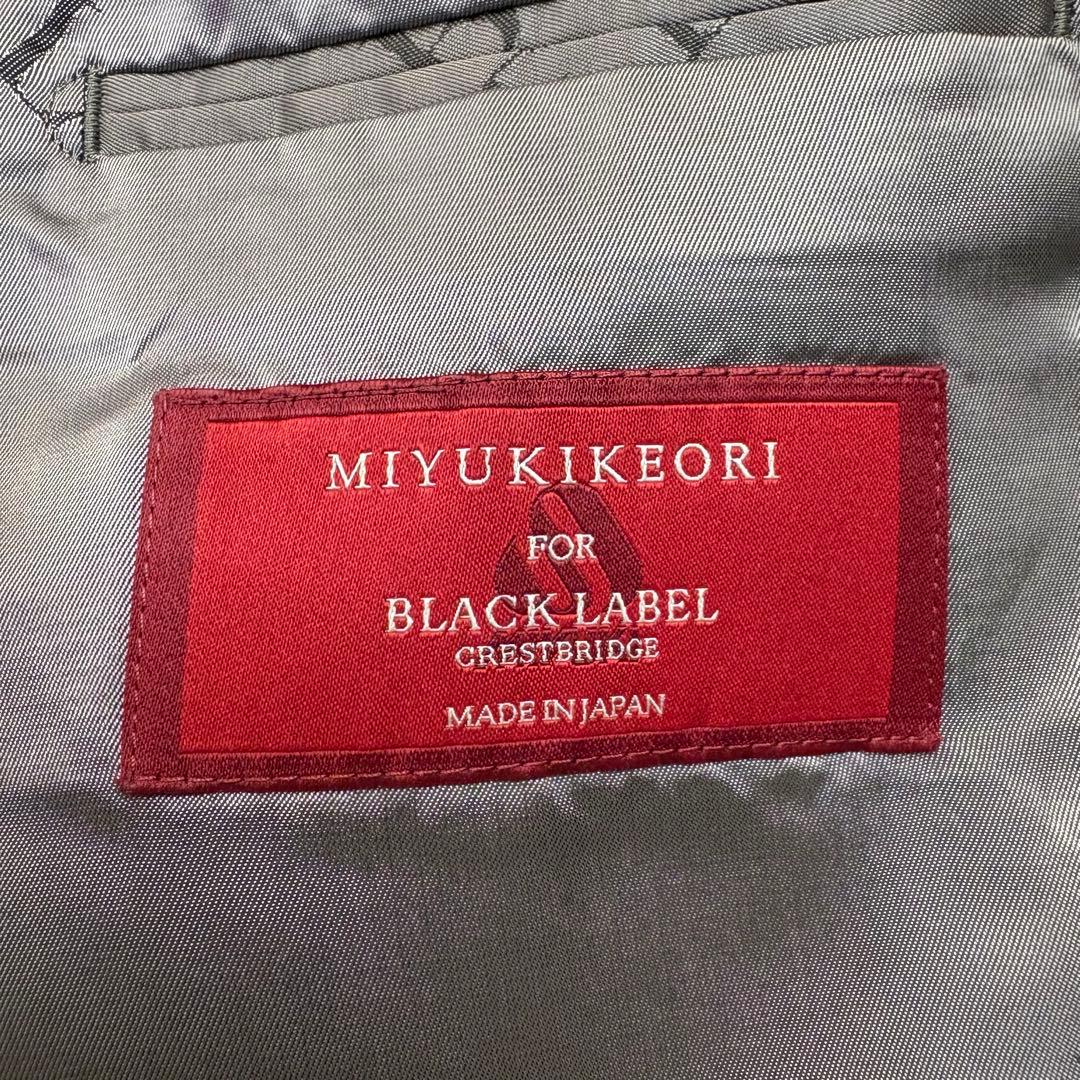 MIYUKIKEORI
FOR
BLACK LABEL
CRESTBRIDGE
MADE IN JAPAN